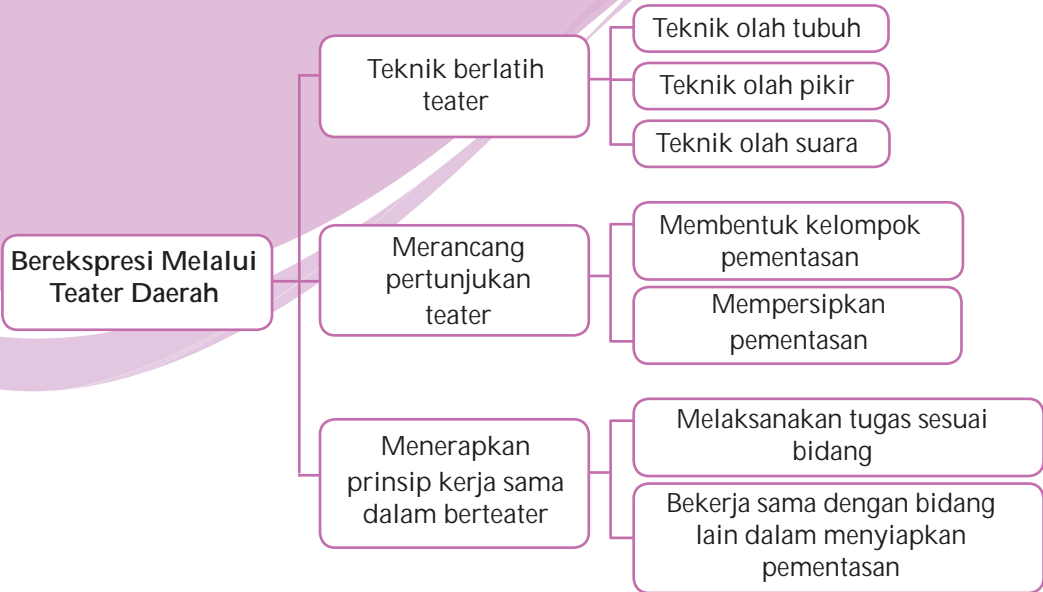 Berekspresi Melalui
Teater Daerah
Teknik berlatih
teater
Teknik olah tubuh
Teknik olah pikir
Teknik olah suara
Merancang
pertunjukan
teater
Membentuk kelompok
pementasan
Mempersipkan
pementasan
Menerapkan
prinsip kerja sama
dalam berteater
Melaksanakan tugas sesuai
bidang
Bekerja sama dengan bidang
lain dalam menyiapkan
pementasan